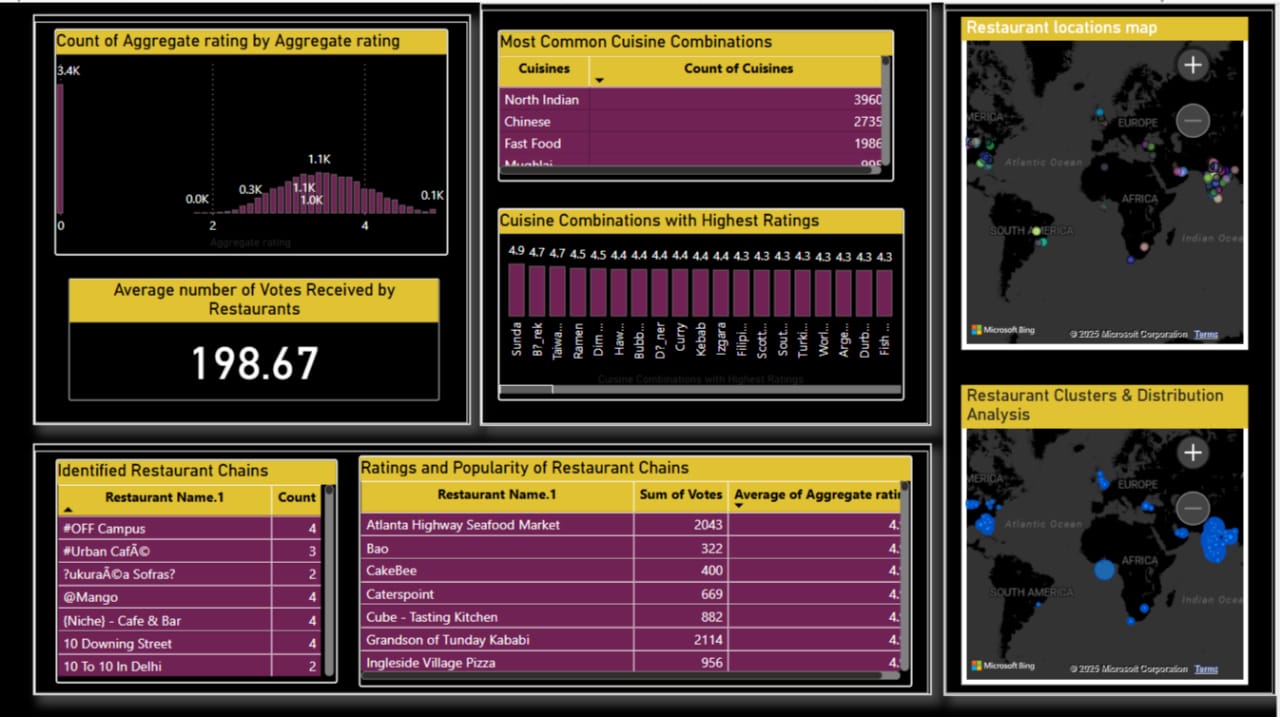 Count of Aggregate rating by Aggregate rating
3.4K
1.1K
0.0K
0.3K
1.1K
1.0K
0.1K
0 2 4
Aggregate rating
Average number of Votes Received by
Restaurants
198.67
Most Common Cuisine Combinations
Cuisines Count of Cuisines
North Indian 3960
Chinese 2735
Fast Food 1986
Mughlai 995
Cuisine Combinations with Highest Ratings
4.9 4.7 4.7 4.5 4.5 4.4 4.4 4.4 4.4 4.4 4.4 4.3 4.3 4.3 4.3 4.3 4.3 4.3 4.3
Sunda
B?_rek
Taiwa...
Ramen
Dim ...
Haw...
Bubb...
D?_ner
Curry
Kebab
Izgara
Filipi...
Scott...
Sout...
Turki...
Worl...
Arge...
Durb...
Fish ...
Cuisine Combinations with Highest Ratings
Restaurant locations map
EUROPE
Atlantic Ocean
AFRICA
SOUTH AMERICA
Indian Ocea
Microsoft Bing
© 2025 Microsoft Corporation Terms
Restaurant Clusters & Distribution
Analysis
EUROPE
Atlantic Ocean
AFRICA
SOUTH AMERICA
Indian Ocea
Microsoft Bing
© 2025 Microsoft Corporation Terms
Identified Restaurant Chains
Restaurant Name.1 Count
#OFF Campus 4
#Urban CafÃ© 3
?ukuraÃ©a Sofras? 2
@Mango 4
{Niche} - Cafe & Bar 4
10 Downing Street 4
10 To 10 In Delhi 2
Ratings and Popularity of Restaurant Chains
Restaurant Name.1 Sum of Votes Average of Aggregate ratin
Atlanta Highway Seafood Market 2043 4.
Bao 322 4.
CakeBee 400 4.
Caterspoint 669 4.
Cube - Tasting Kitchen 882 4.
Grandson of Tunday Kababi 2114 4.
Ingleside Village Pizza 956 4.